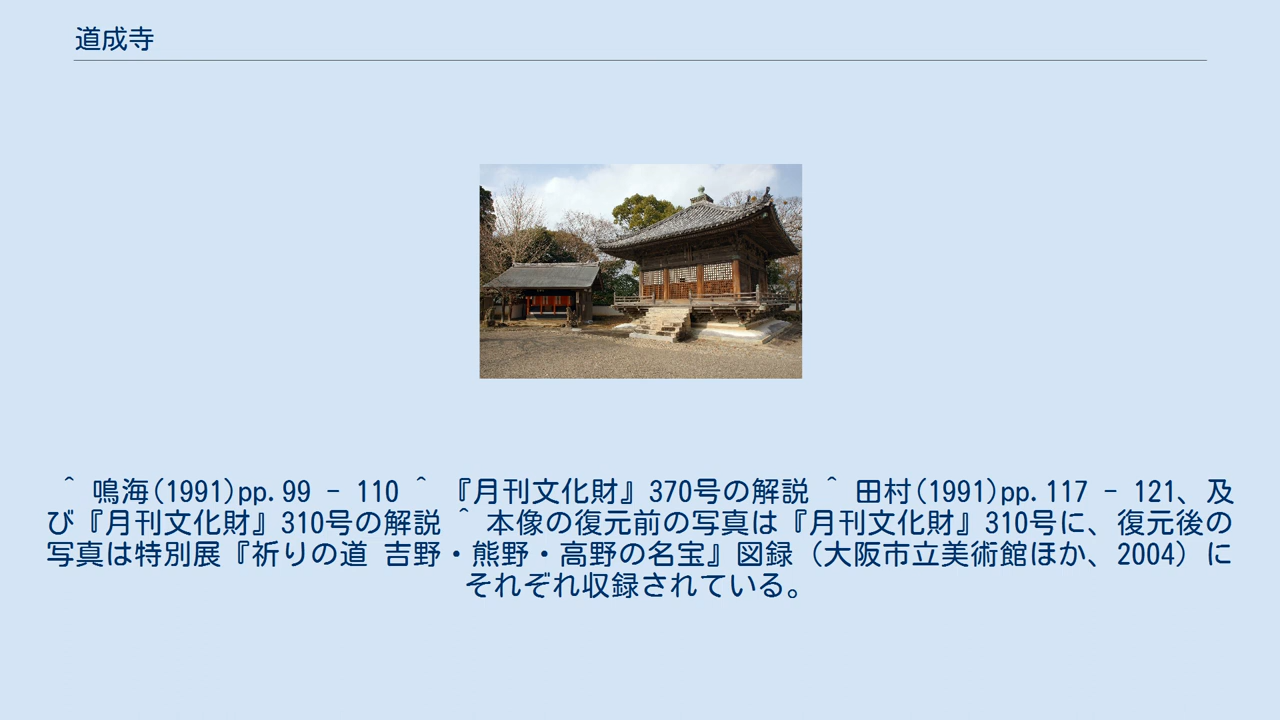 道成寺
^ 鳴海(1991)pp.99 - 110 ^ 『月刊文化財』370号の解説 ^ 田村(1991)pp.117 - 121、及
び『月刊文化財』310号の解説 ^ 本像の復元前の写真は『月刊文化財』310号に、復元後の
写真は特別展『祈りの道 吉野・熊野・高野の名宝』図録（大阪市立美術館ほか、2004）に
それぞれ収録されている。